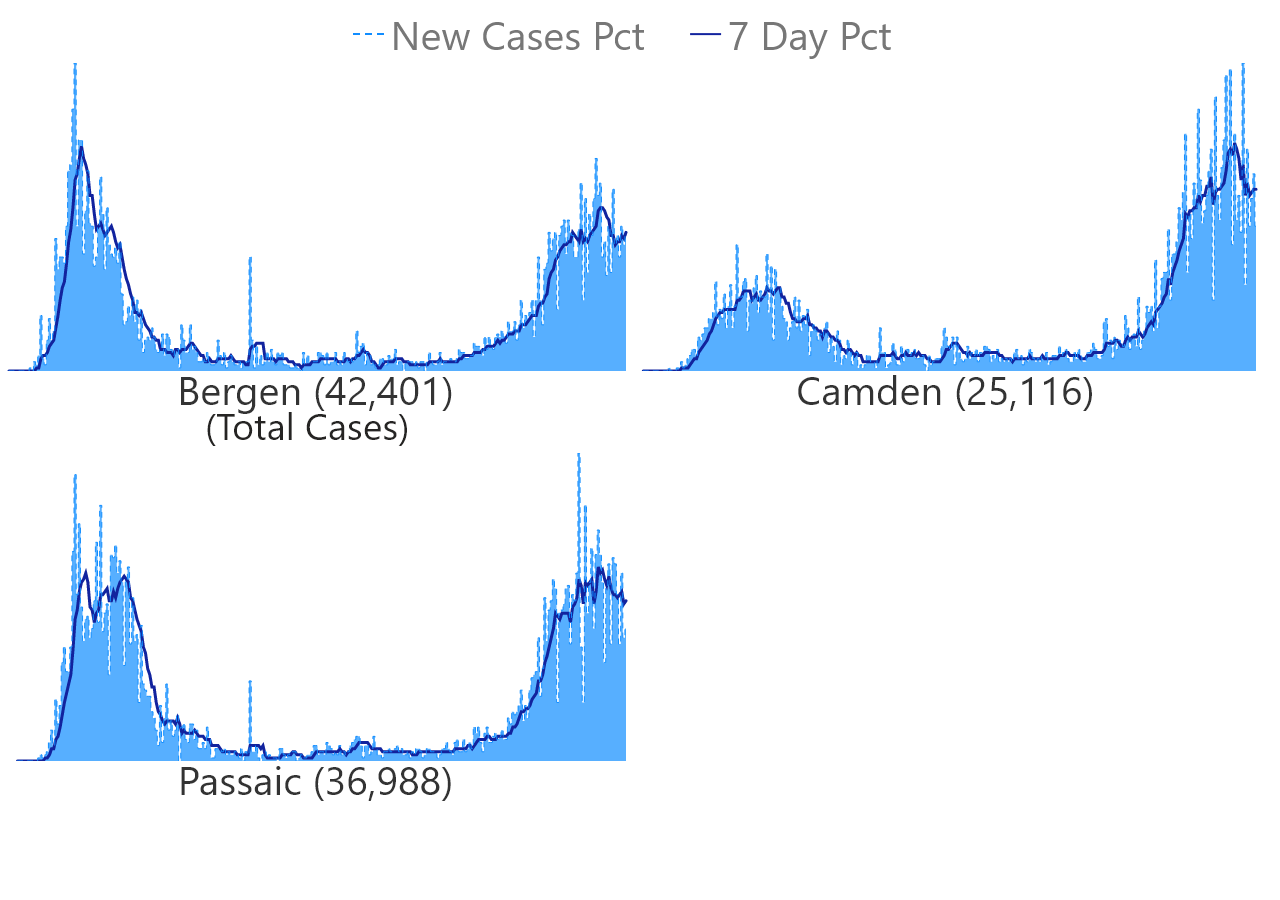 New Cases Pct 7 Day Pct
Bergen (42,401)
(Total Cases)
Camden (25,116)
Passaic (36,988)